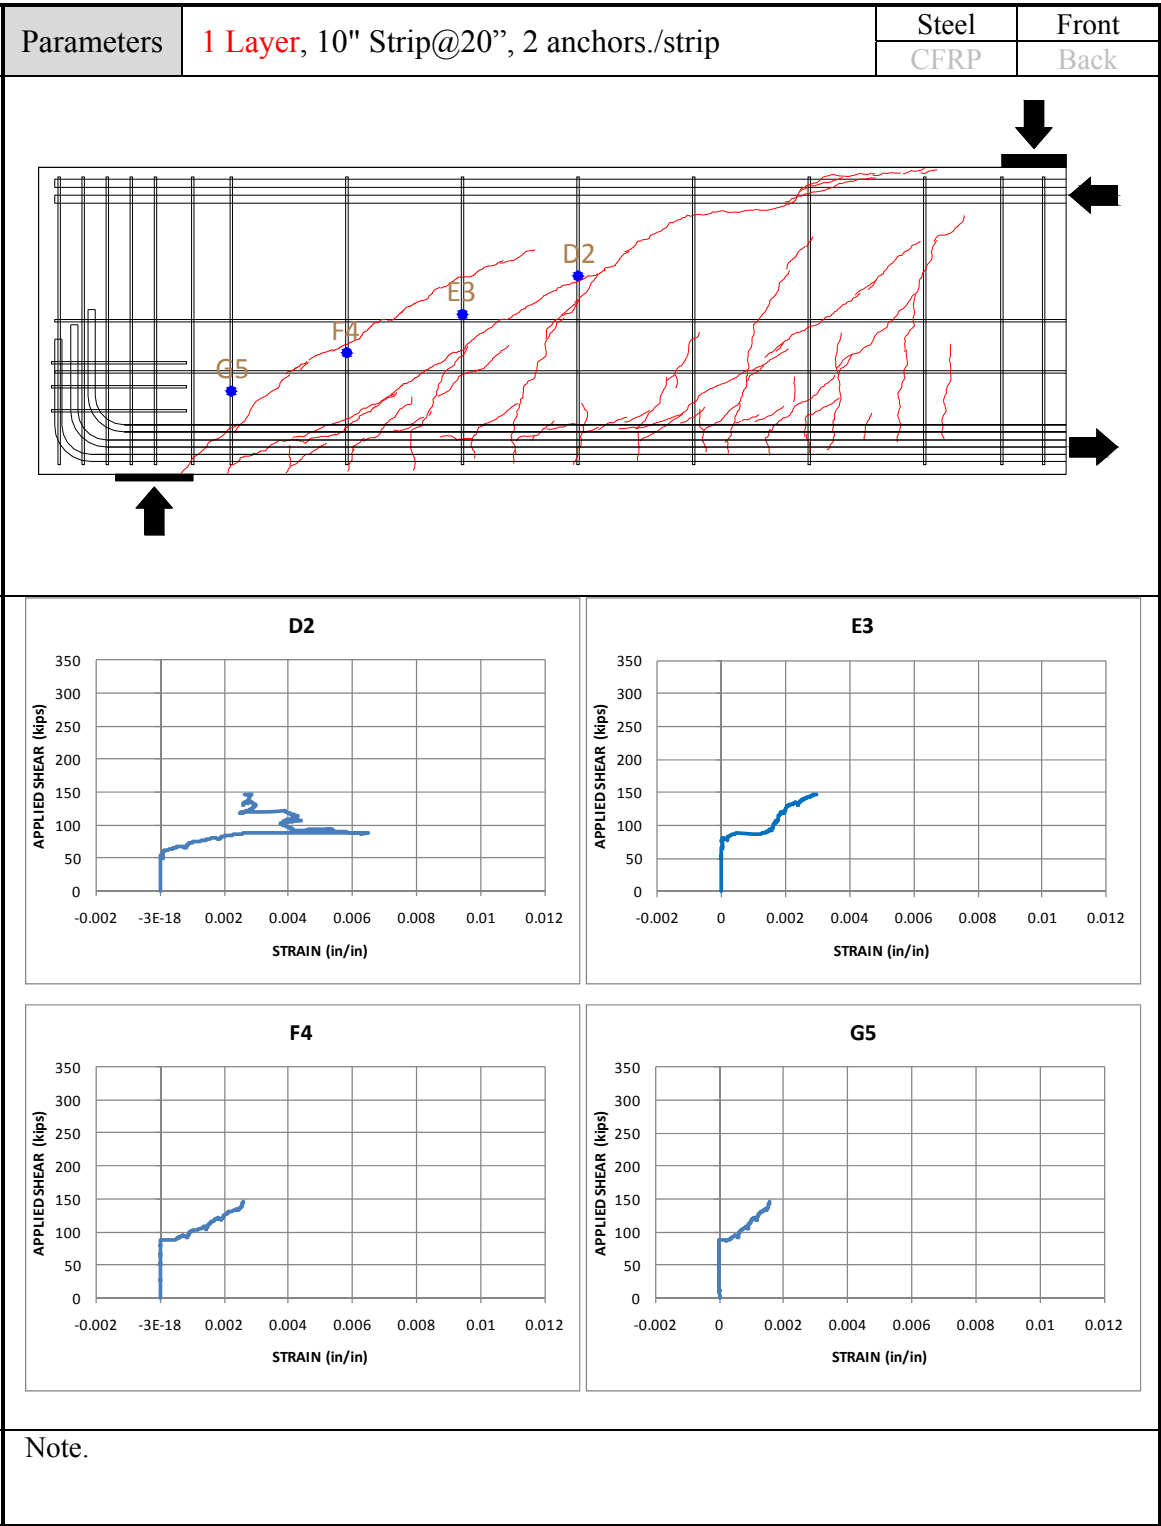 Parameters 1 Layer, 10" Strip@20”, 2 anchors./strip Steel Front
CFRP Back
D2
E3
F4
G5
D2
350
300
250
200
150
100
50
0
APPLIED SHEAR (kips)
-0.002 -3E-18 0.002 0.004 0.006 0.008 0.01 0.012
STRAIN (in/in)
E3
350
300
250
200
150
100
50
0
APPLIED SHEAR (kips)
-0.002 0 0.002 0.004 0.006 0.008 0.01 0.012
STRAIN (in/in)
F4
350
300
250
200
150
100
50
0
APPLIED SHEAR (kips)
-0.002 -3E-18 0.002 0.004 0.006 0.008 0.01 0.012
STRAIN (in/in)
G5
350
300
250
200
150
100
50
0
APPLIED SHEAR (kips)
-0.002 0 0.002 0.004 0.006 0.008 0.01 0.012
STRAIN (in/in)
Note.